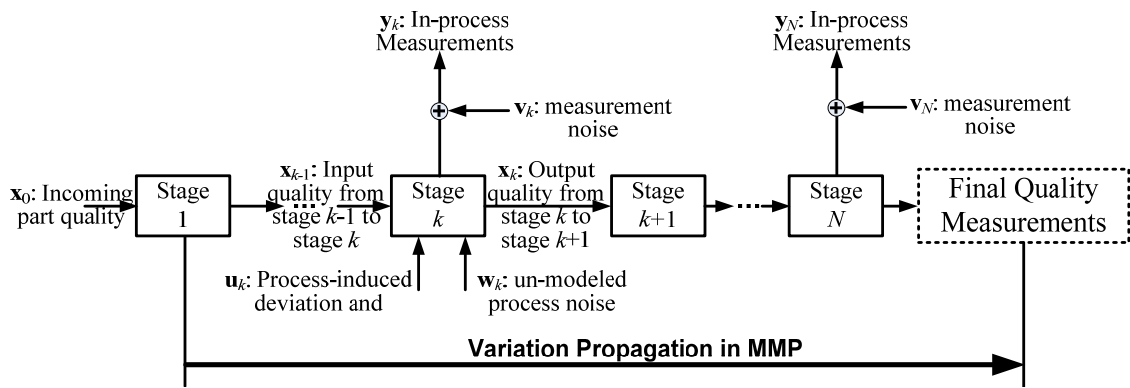 y_k: In-process
Measurements
y_N: In-process
Measurements
v_k: measurement
noise
v_N: measurement
noise
x_0: Incoming
part quality
Stage
1
x_{k-1}: Input
quality from
stage k-1 to
stage k
Stage
k
x_k: Output
quality from
stage k to
stage k+1
Stage
k+1
Stage
N
Final Quality
Measurements
u_k: Process-induced
deviation and
w_k: un-modeled
process noise
Variation Propagation in MMP